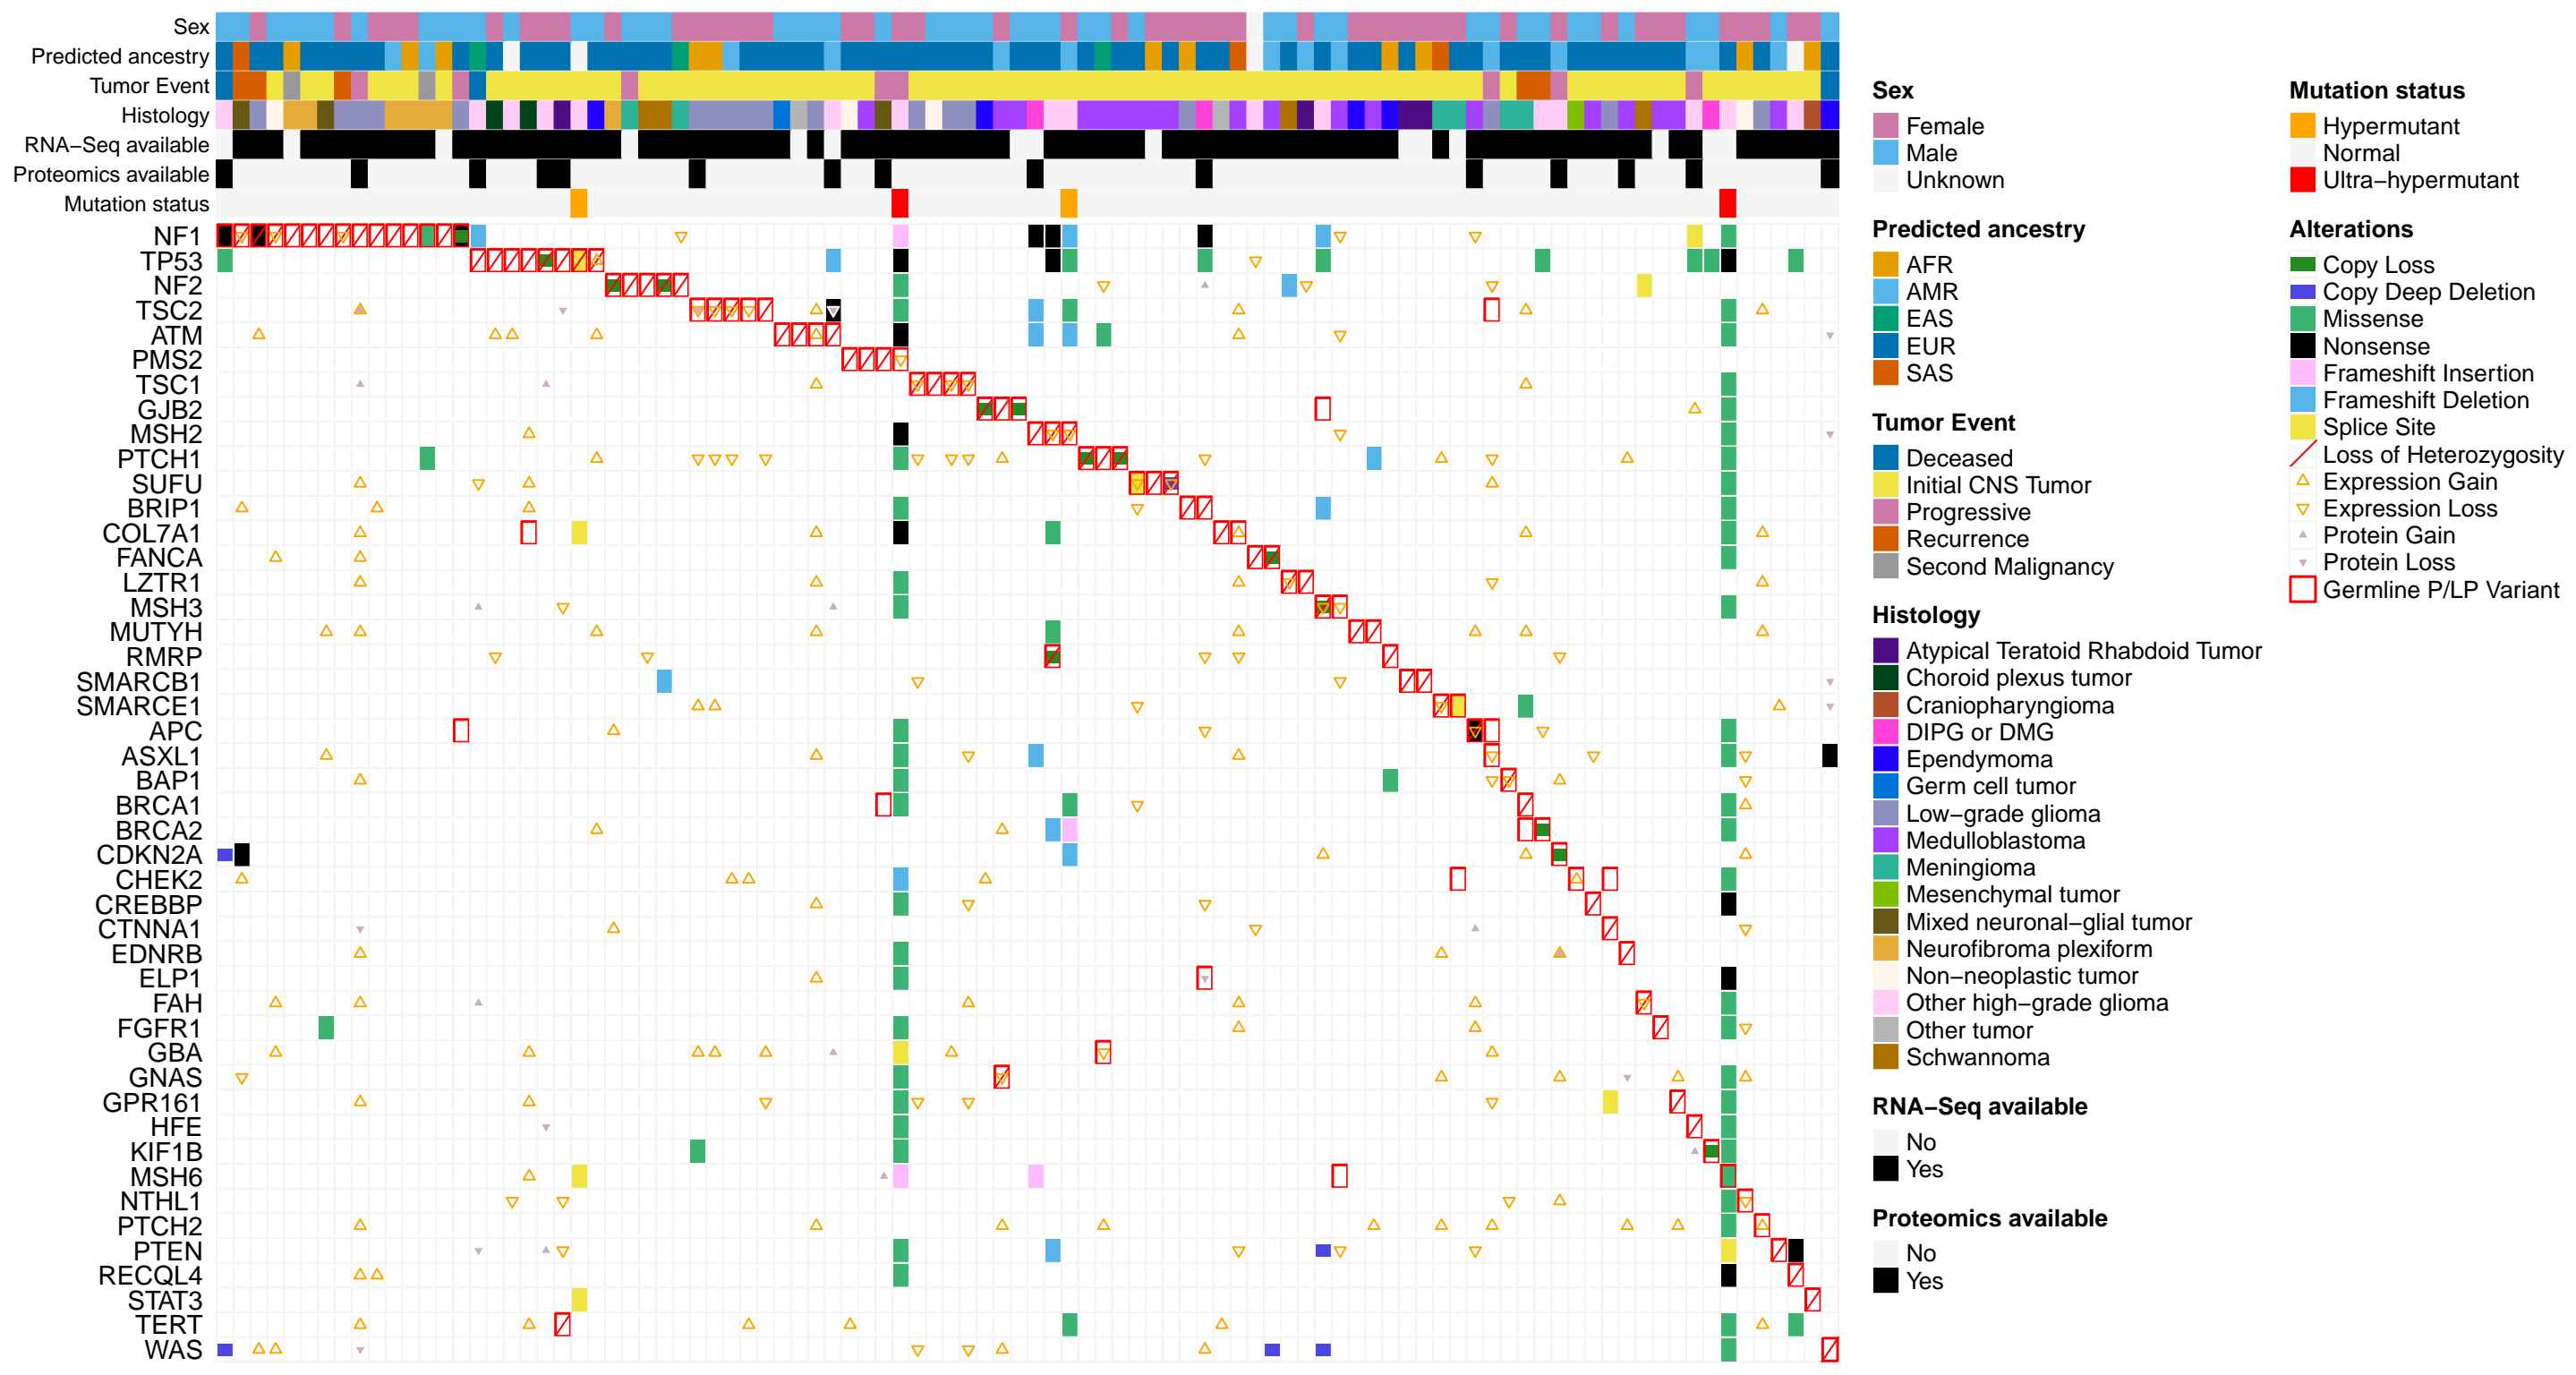 Sex
Predicted ancestry
Tumor Event
Histology
RNA−Seq available
Proteomics available
Mutation status
NF1
TP53
NF2
TSC2
ATM
PMS2
TSC1
GJB2
MSH2
PTCH1
SUFU
BRIP1
COL7A1
FANCA
LZTR1
MSH3
MUTYH
RMRP
SMARCB1
SMARCE1
APC
ASXL1
BAP1
BRCA1
BRCA2
CDKN2A
CHEK2
CREBBP
CTNNA1
EDNRB
ELP1
FAH
FGFR1
GBA
GNAS
GPR161
HFE
KIF1B
MSH6
NTHL1
PTCH2
PTEN
RECQL4
STAT3
TERT
WAS
Sex
Female
Male
Unknown
Predicted ancestry
AFR
AMR
EAS
EUR
SAS
Tumor Event
Deceased
Initial CNS Tumor
Progressive
Recurrence
Second Malignancy
Histology
Atypical Teratoid Rhabdoid Tumor
Choroid plexus tumor
Craniopharyngioma
DIPG or DMG
Ependymoma
Germ cell tumor
Low−grade glioma
Medulloblastoma
Meningioma
Mesenchymal tumor
Mixed neuronal−glial tumor
Neurofibroma plexiform
Non−neoplastic tumor
Other high−grade glioma
Other tumor
Schwannoma
RNA−Seq available
No
Yes
Proteomics available
No
Yes
Mutation status
Hypermutant
Normal
Ultra−hypermutant
Alterations
Copy Loss
Copy Deep Deletion
Missense
Nonsense
Frameshift Insertion
Frameshift Deletion
Splice Site
Loss of Heterozygosity
Expression Gain
Expression Loss
Protein Gain
Protein Loss
Germline P/LP Variant